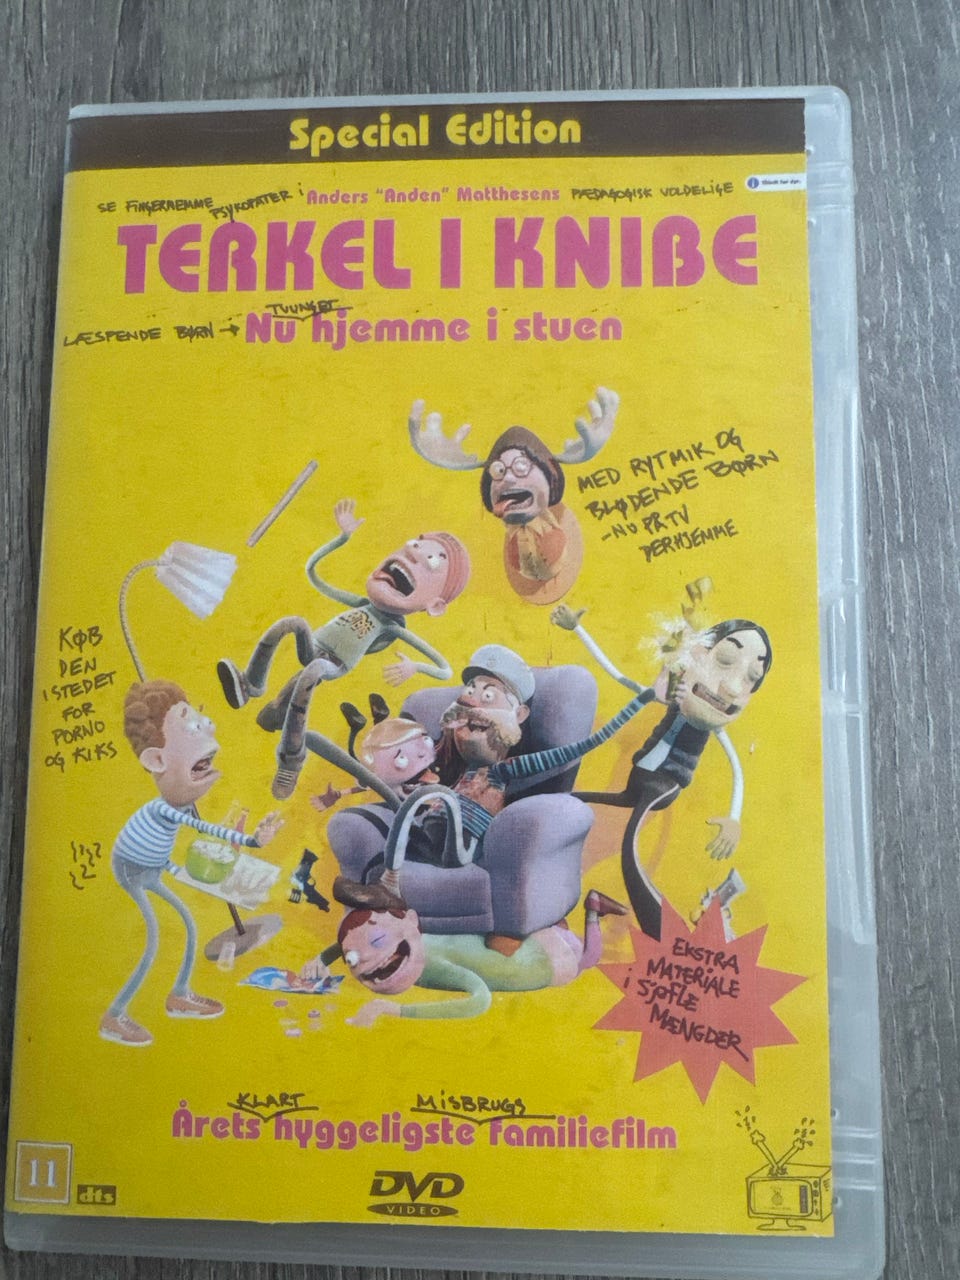 Special Edition
SE FINGERNEMME PSYKOPATER i Anders "Anden" Matthesens PÆDAGOGISK VOLDELIGE
TERKEL I KNIBE
TVUNGET
LÆSPENDE BØRN → Nu hjemme i stuen
MED RYTMIK OG
BLØDENDE BØRN
-NU PR TV
DERHJEMME
KØB
DEN
ISTEDET
FOR
PORNO
OG KIKS
EKSTRA
MATERIALE
i SJOFLE
MÆNGDER
KLART MISBRUGS
Årets hyggeligste familiefilm
11
dts
DVD
VIDEO